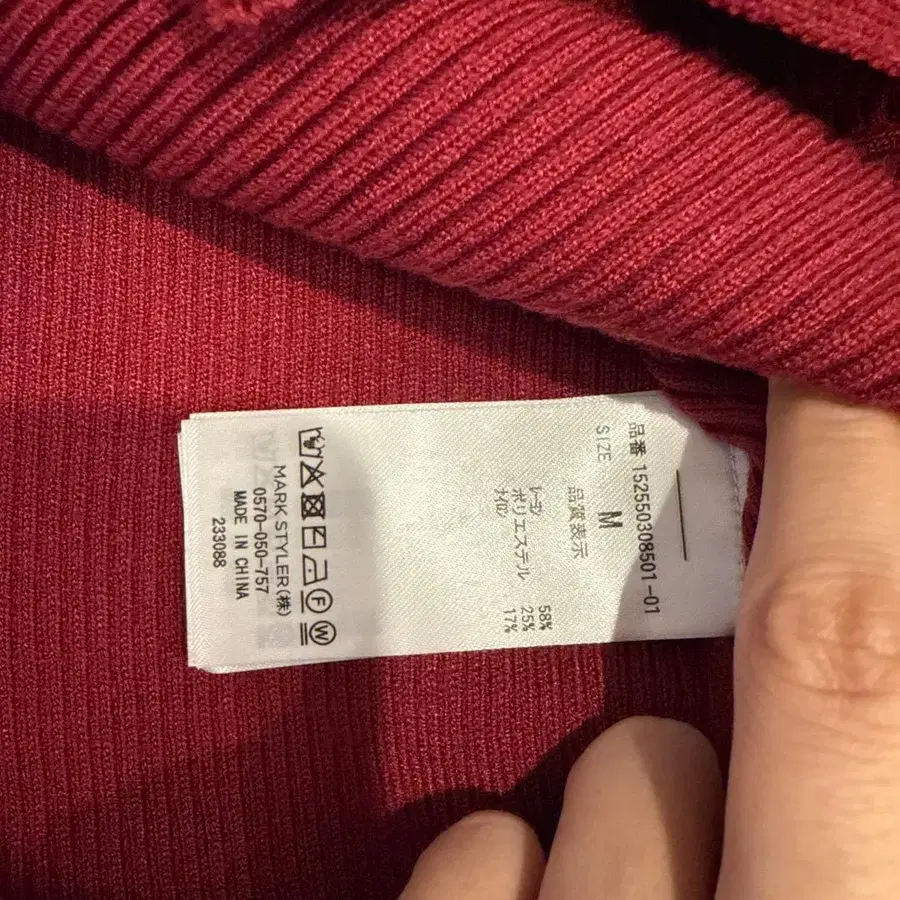 品番 152550308501-01
SIZE M
品質表示
レーヨン 58%
ポリエステル 25%
ナイロン 17%
F W
MARK STYLER(株)
0570-050-757
MADE IN CHINA
233088